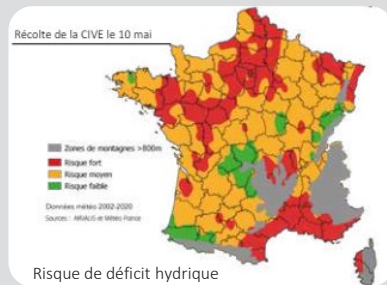 Récolte de la CIVE le 10 mai
Zones de montagnes >800m
Risque fort
Risque moyen
Risque faible
Données météo 2002-2020
Sources : ARVALIS et Météo France
Risque de déficit hydrique